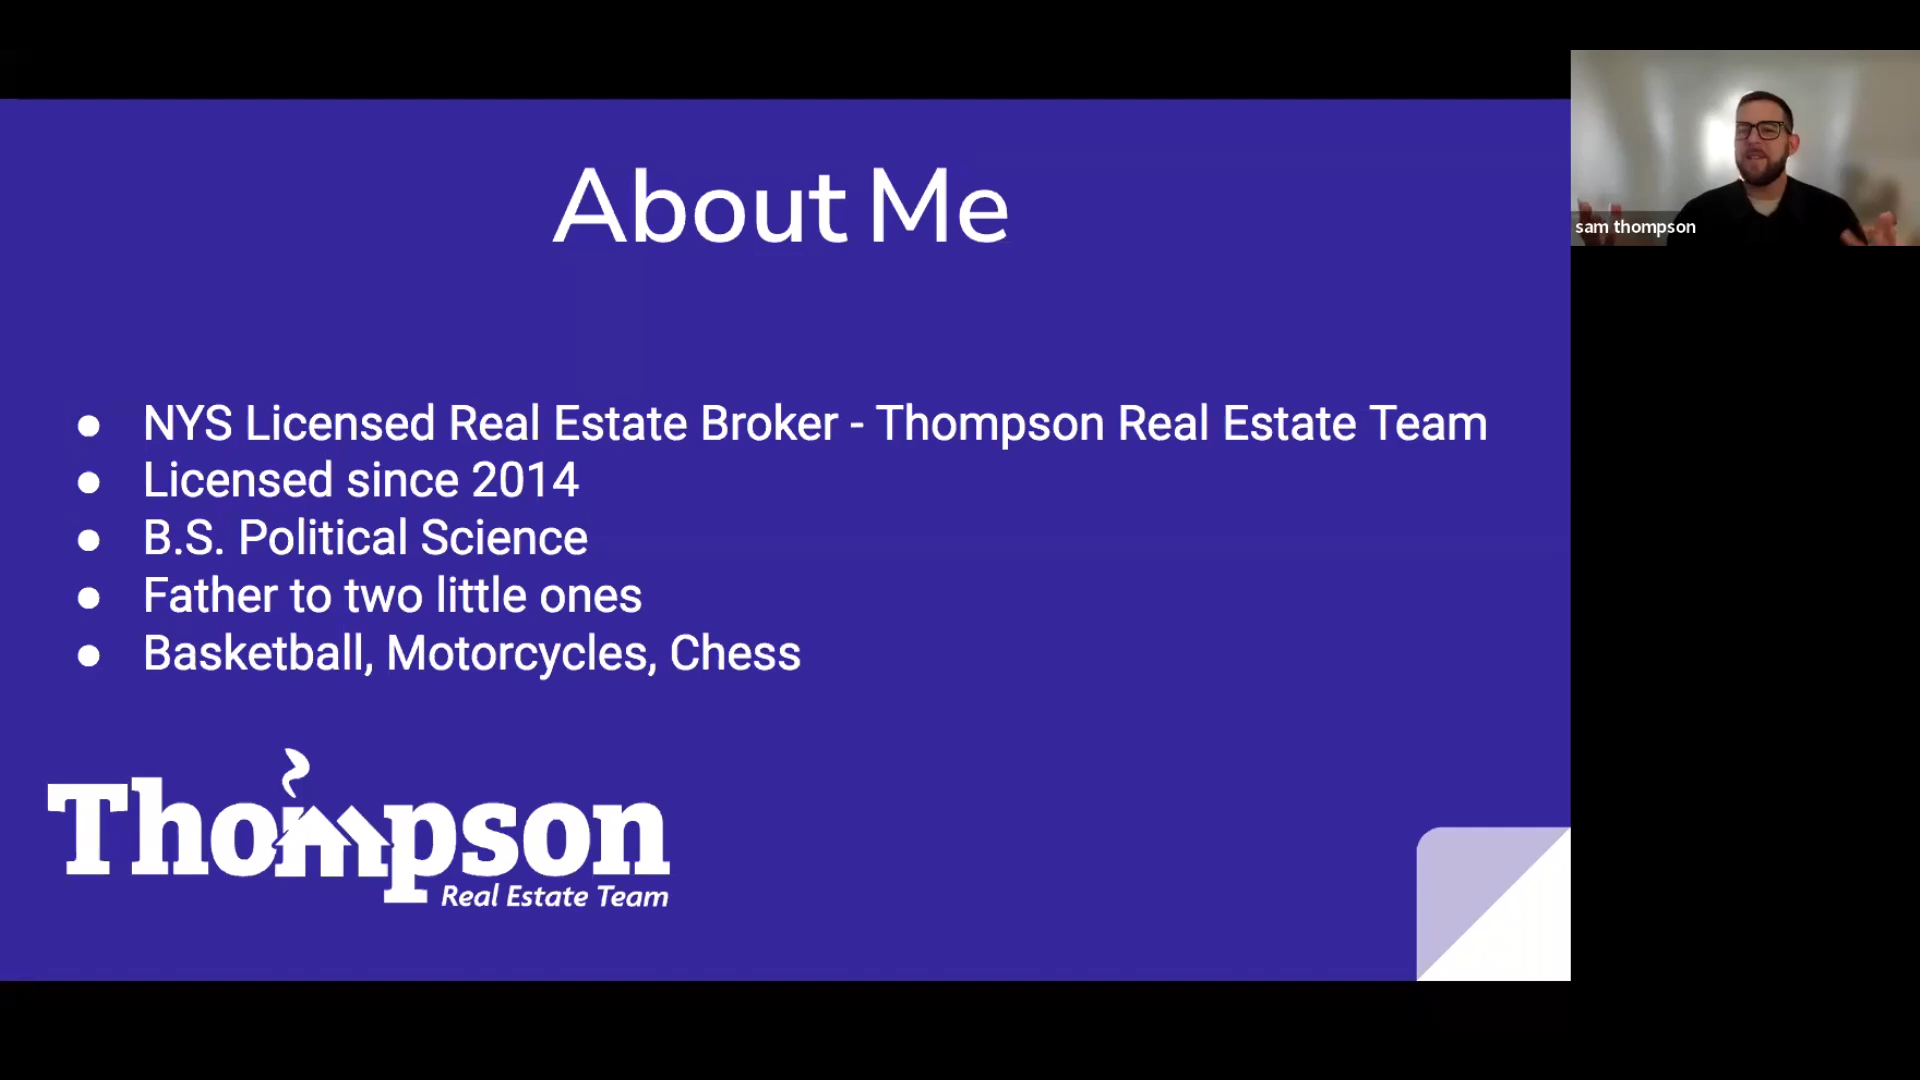 About Me
sam thompson
● NYS Licensed Real Estate Broker - Thompson Real Estate Team
● Licensed since 2014
● B.S. Political Science
● Father to two little ones
● Basketball, Motorcycles, Chess
Thompson
Real Estate Team